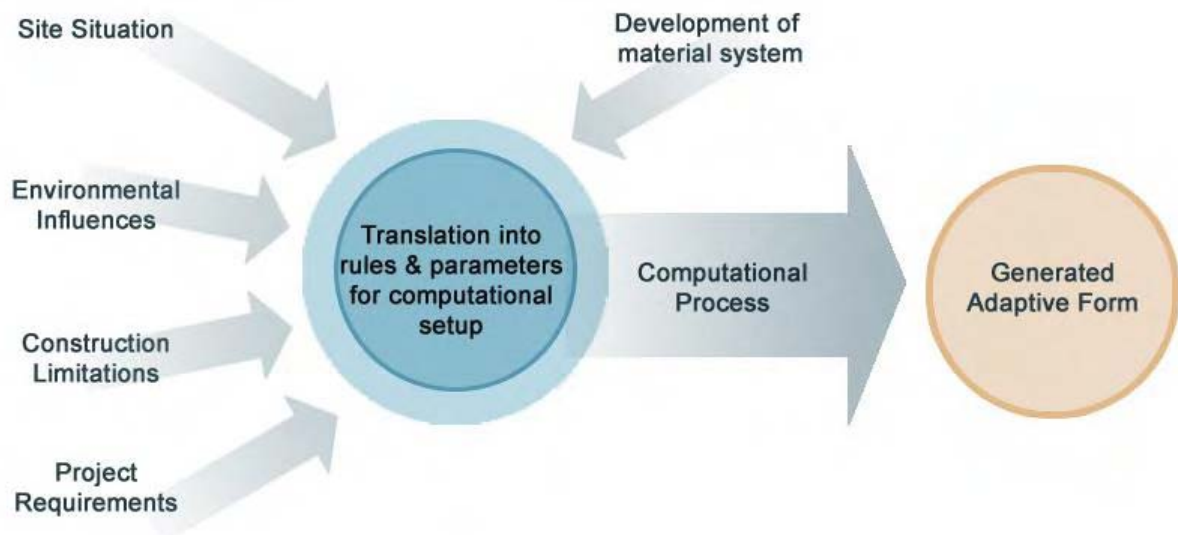 Site Situation
Development of
material system
Environmental
Influences
Translation into
rules & parameters
for computational
setup
Computational
Process
Generated
Adaptive Form
Construction
Limitations
Project
Requirements